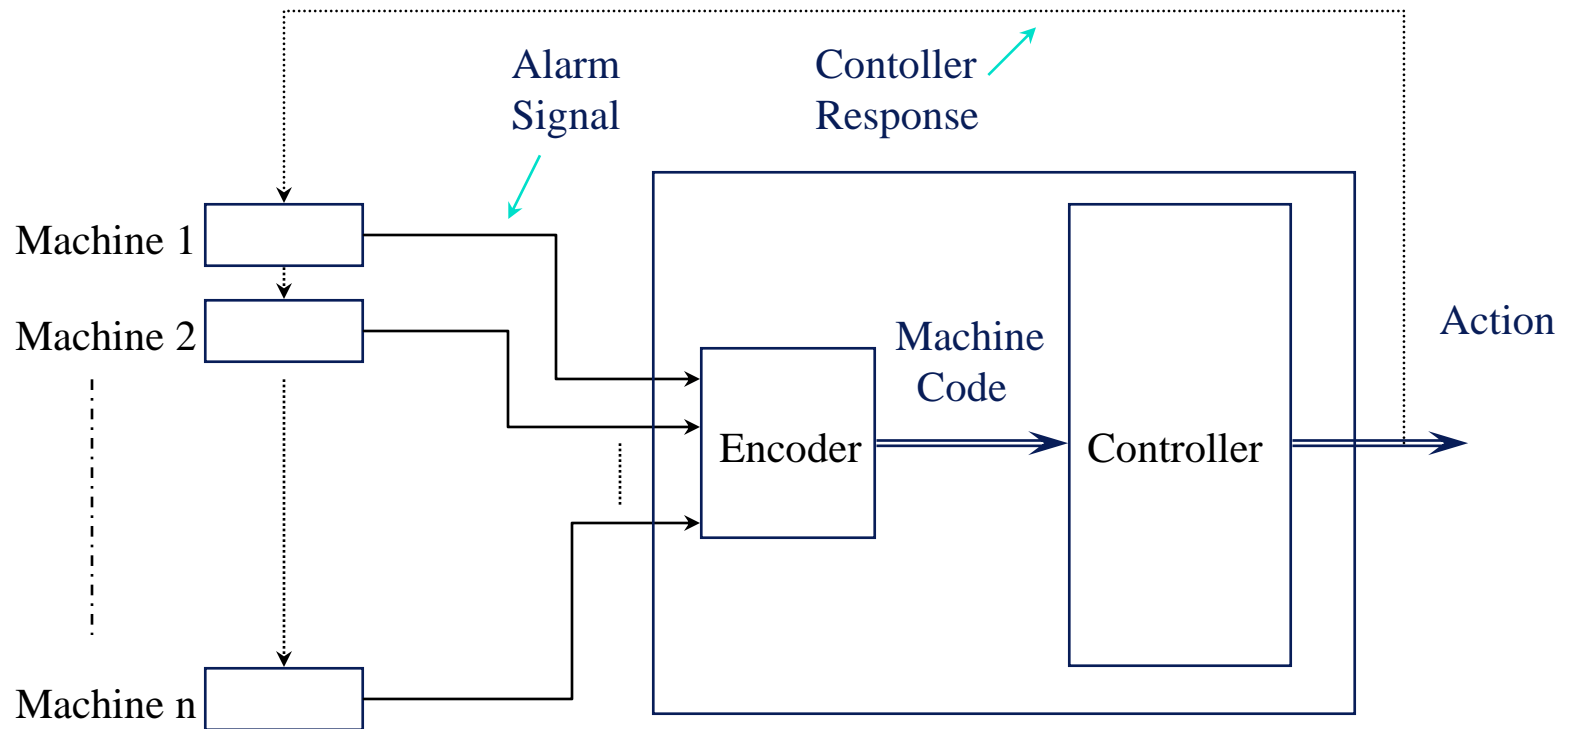 Alarm
Signal
Contoller
Response
Machine 1
Machine 2
Action
Machine
Code
Encoder
Controller
Machine n